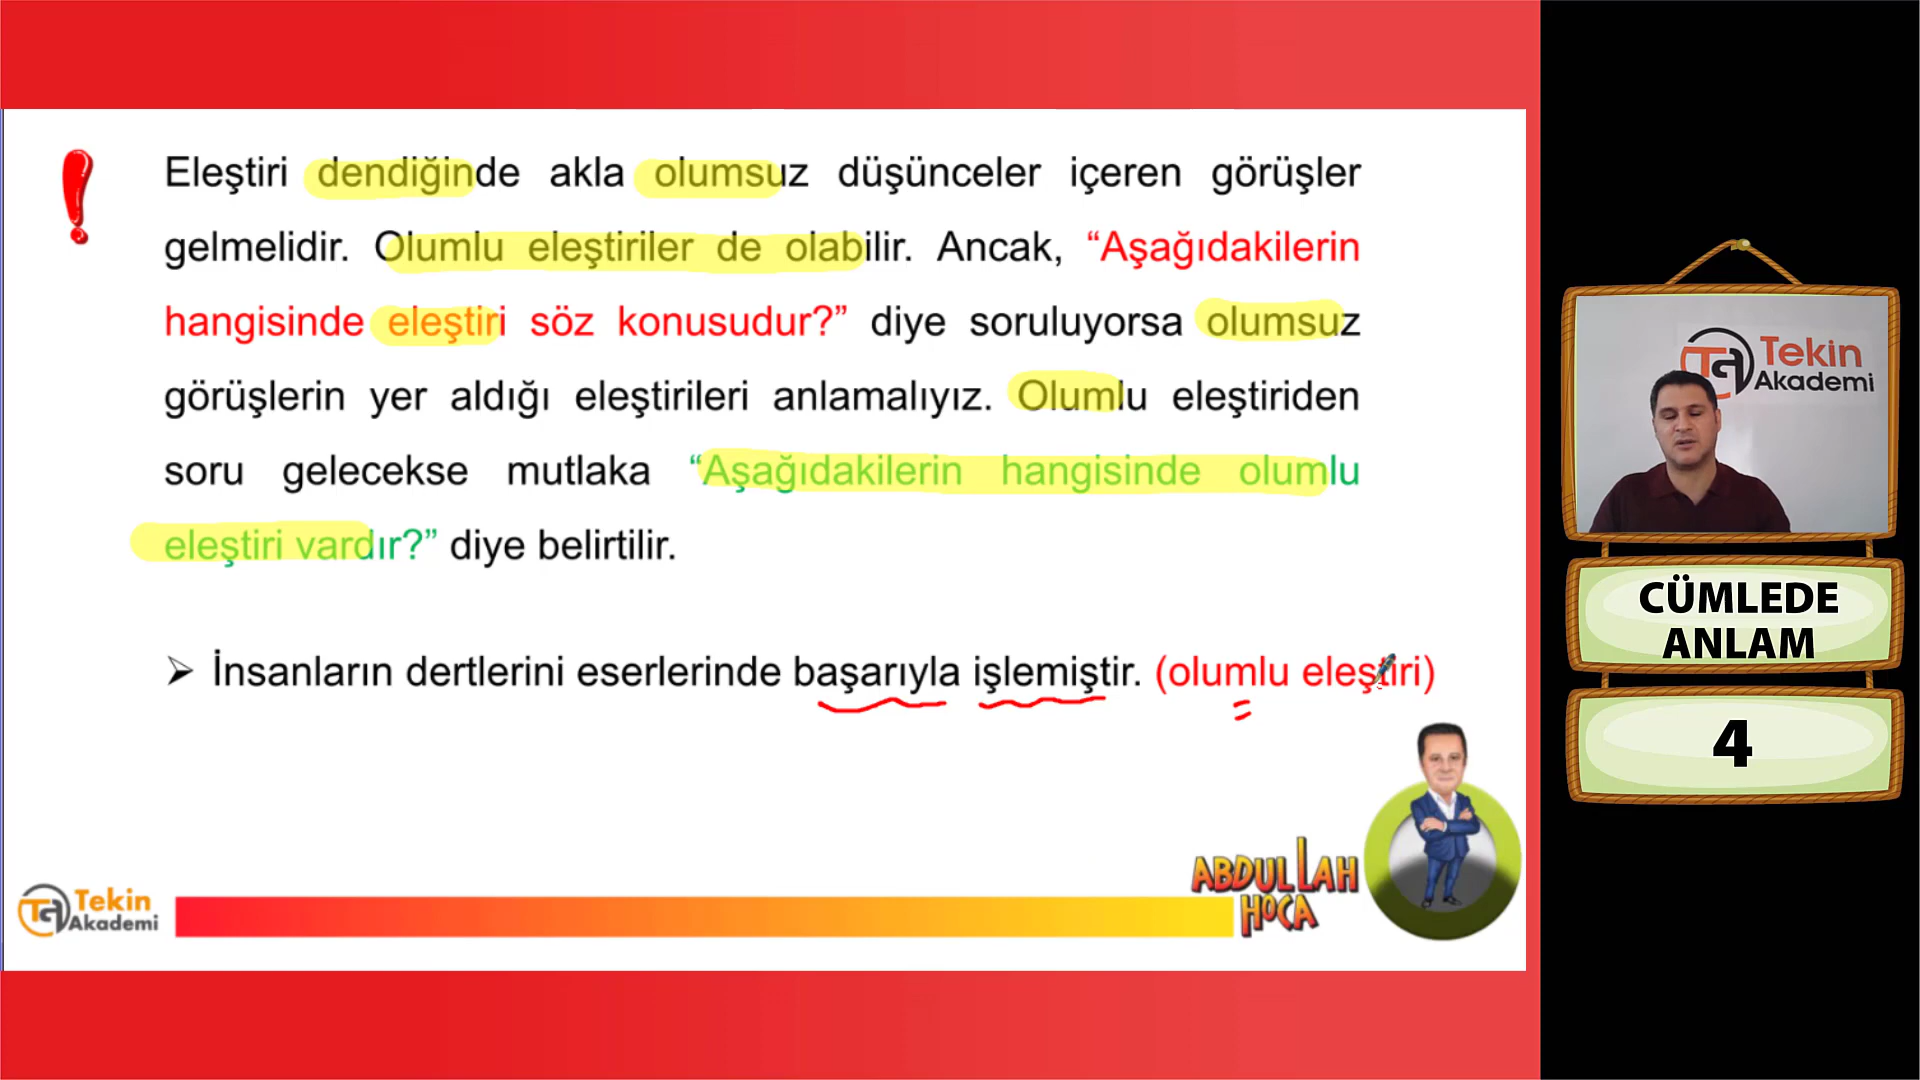 Eleştiri dendiğinde akla olumsuz düşünceler içeren görüşler
gelmelidir. Olumlu eleştiriler de olabilir. Ancak, “Aşağıdakilerin
hangisinde eleştiri söz konusudur?” diye soruluyorsa olumsuz
görüşlerin yer aldığı eleştirileri anlamalıyız. Olumlu eleştiriden
soru gelecekse mutlaka “Aşağıdakilerin hangisinde olumlu
eleştiri vardır?” diye belirtilir.
➢ İnsanların dertlerini eserlerinde başarıyla işlemiştir. (olumlu eleştiri)
Tekin
Akademi
ABDULLAH
HOCA
Tekin
Akademi
CÜMLEDE
ANLAM
4